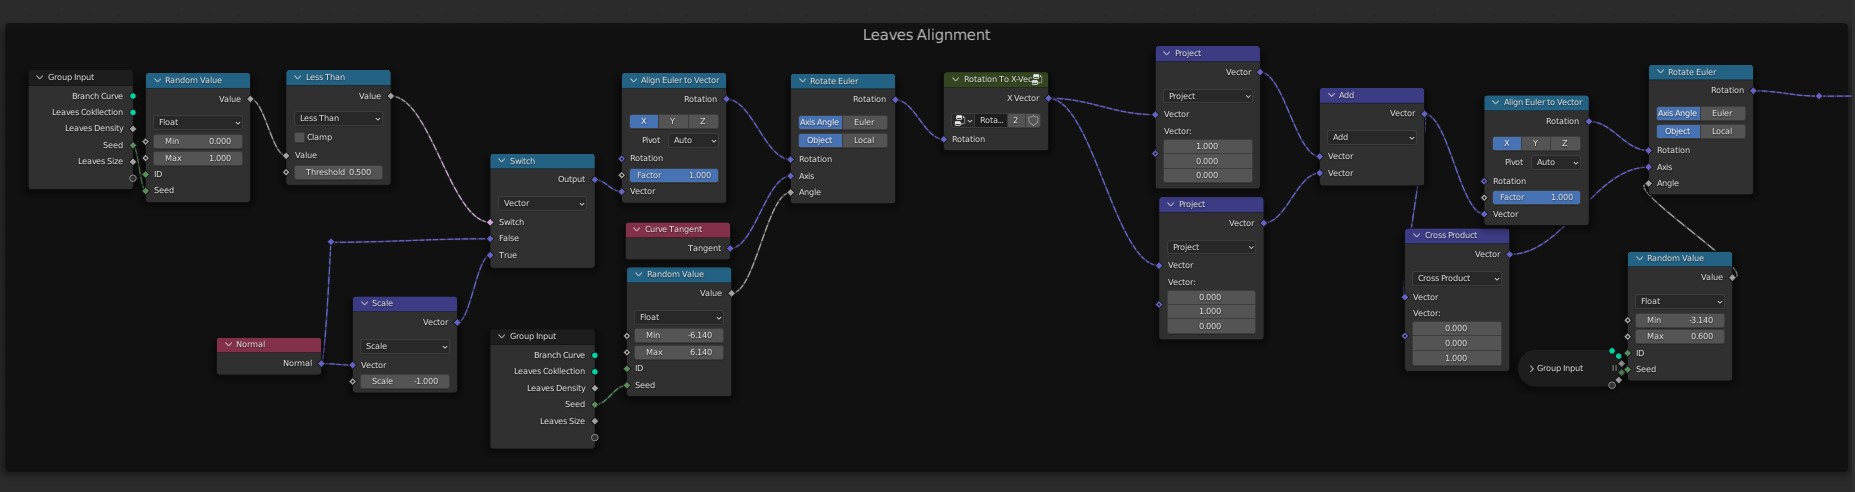 Leaves Alignment
Group Input
Branch Curve
Leaves Cokllection
Leaves Density
Seed
Leaves Size
Random Value
Value
Float
Min 0.000
Max 1.000
ID
Seed
Less Than
Value
Less Than
Clamp
Value
Threshold 0.500
Normal
Normal
Scale
Vector
Scale
Vector
Scale -1.000
Switch
Output
Vector
Switch
False
True
Group Input
Branch Curve
Leaves Cokllection
Leaves Density
Seed
Leaves Size
Align Euler to Vector
Rotation
X Y Z
Pivot Auto
Rotation
Factor 1.000
Vector
Curve Tangent
Tangent
Random Value
Value
Float
Min -6.140
Max 6.140
ID
Seed
Rotate Euler
Rotation
Axis Angle Euler
Object Local
Rotation
Axis
Angle
Rotation To X-Vec
X Vector
Rota... 2
Rotation
Project
Vector
Project
Vector
Vector:
1.000
0.000
0.000
Project
Vector
Project
Vector
Vector:
0.000
1.000
0.000
Add
Vector
Add
Vector
Vector
Cross Product
Vector
Cross Product
Vector
Vector:
0.000
0.000
1.000
Align Euler to Vector
Rotation
X Y Z
Pivot Auto
Rotation
Factor 1.000
Vector
Group Input
Rotate Euler
Rotation
Axis Angle Euler
Object Local
Rotation
Axis
Angle
Random Value
Value
Float
Min -3.140
Max 0.600
ID
Seed